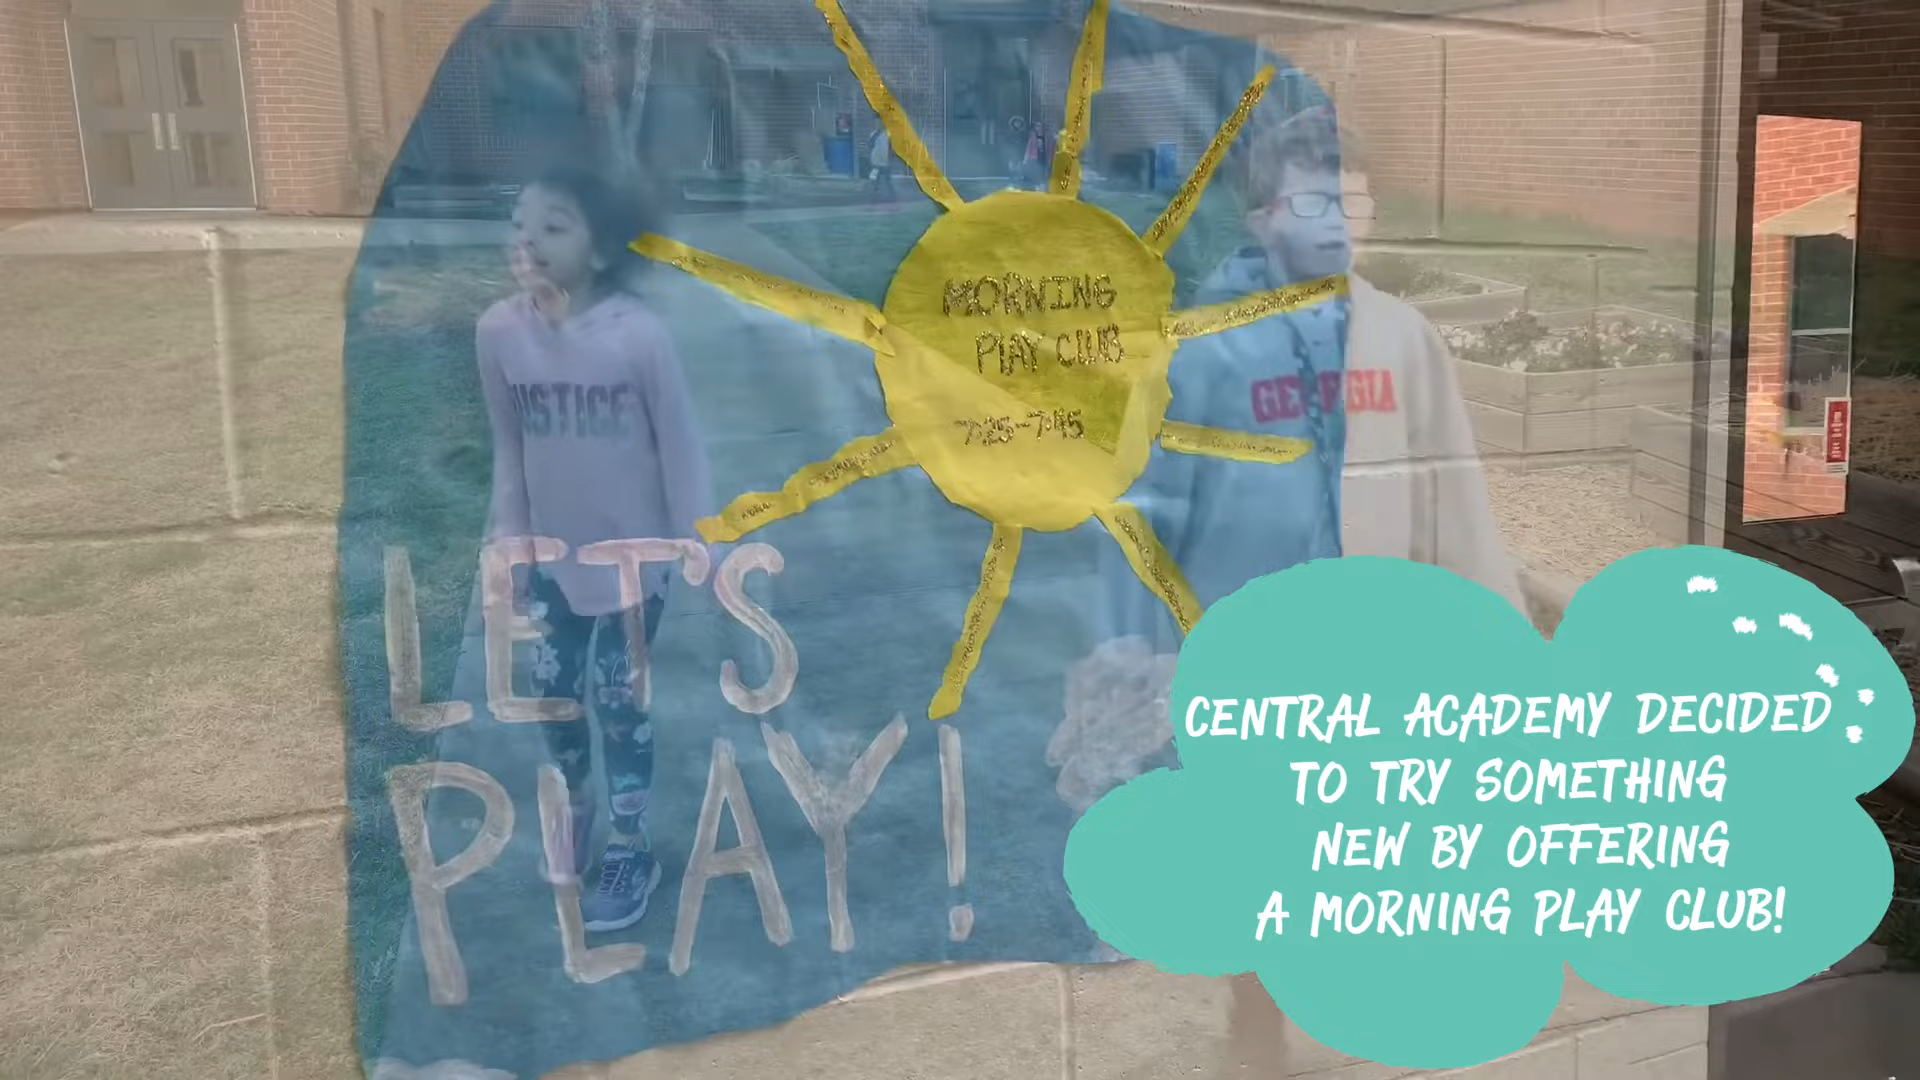 MORNING
PLAY CLUB
7:25-7:45
JUSTICE
GEORGIA
LET'S
PLAY!
CENTRAL ACADEMY DECIDED
TO TRY SOMETHING
NEW BY OFFERING
A MORNING PLAY CLUB!